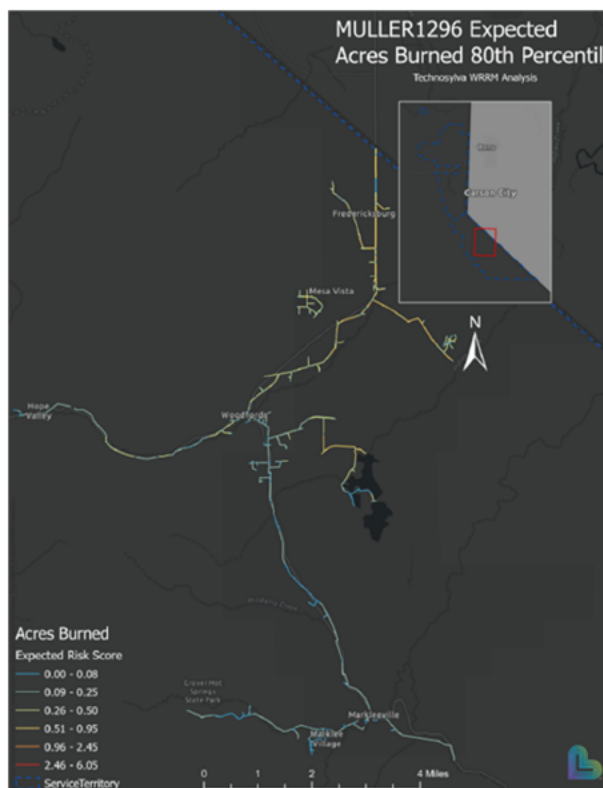 MULLER1296 Expected
Acres Burned 80th Percentil
Technosylva WRRM Analysis
Reno
Carson City
Fredericksburg
Mesa Vista
N
Hope
Valley
Woodfords
Grover Hot
Springs
State Park
Markleeville
Marklee
Village
Acres Burned
Expected Risk Score
0.00 - 0.08
0.09 - 0.25
0.26 - 0.50
0.51 - 0.95
0.96 - 2.45
2.46 - 6.05
ServiceTerritory
0 1 2 4 Miles